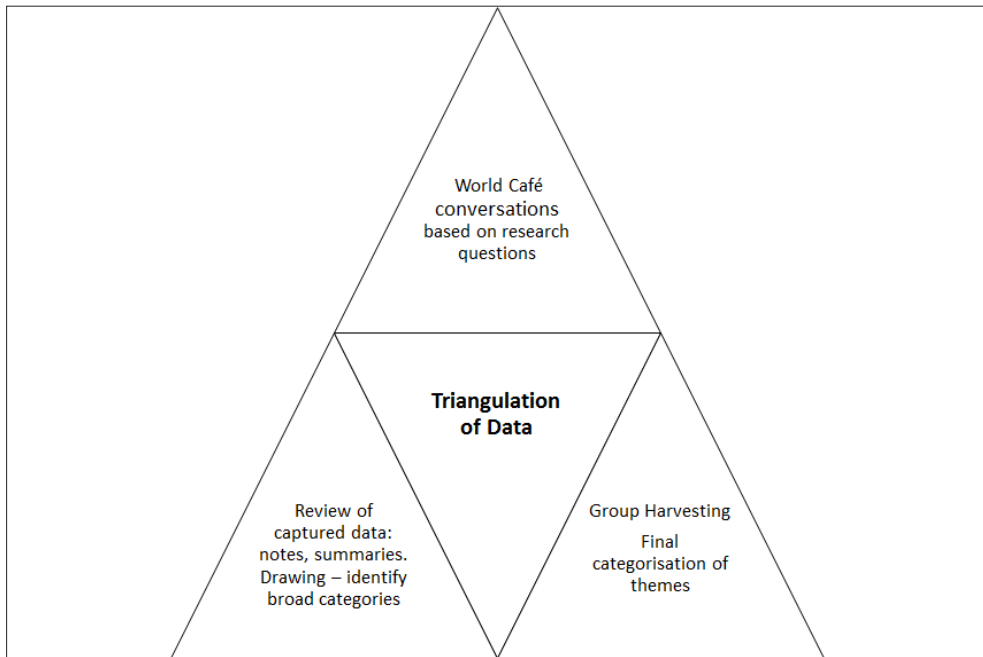 World Café
conversations
based on research
questions
Triangulation
of Data
Review of
captured data:
notes, summaries.
Drawing – identify
broad categories
Group Harvesting
Final
categorisation of
themes